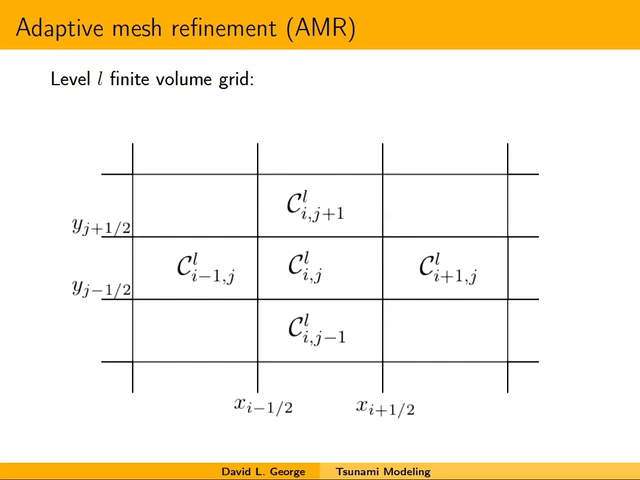 Adaptive mesh refinement (AMR)
Level l finite volume grid:
C^l_{i,j+1}
y_{j+1/2}
C^l_{i−1,j} C^l_{i,j} C^l_{i+1,j}
y_{j−1/2}
C^l_{i,j−1}
x_{i−1/2} x_{i+1/2}
David L. George Tsunami Modeling